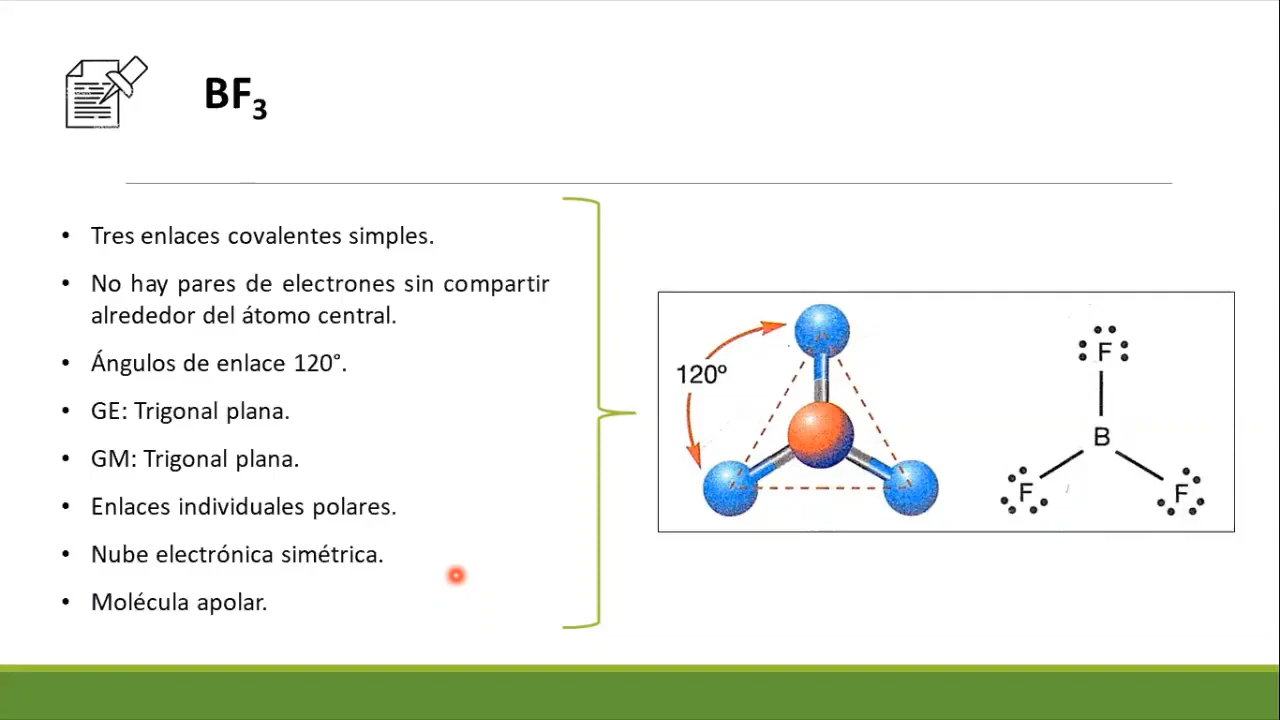 BF₃
• Tres enlaces covalentes simples.
• No hay pares de electrones sin compartir
alrededor del átomo central.
• Ángulos de enlace 120°.
• GE: Trigonal plana.
• GM: Trigonal plana.
• Enlaces individuales polares.
• Nube electrónica simétrica.
• Molécula apolar.
120º
F
B
F
F